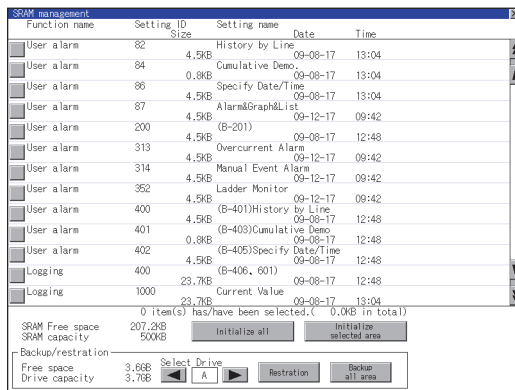 SRAM management
Function name Setting ID Setting name
Size Date Time
User alarm 82 History by Line
4.5KB 09-08-17 13:04
User alarm 84 Cumulative Demo.
0.8KB 09-08-17 13:04
User alarm 86 Specify Date/Time
4.5KB 09-08-17 13:04
User alarm 87 Alarm&Graph&List
4.5KB 09-12-17 09:42
User alarm 200 (B-201)
4.5KB 09-08-17 12:48
User alarm 313 Overcurrent Alarm
4.5KB 09-12-17 09:42
User alarm 314 Manual Event Alarm
4.5KB 09-12-17 09:42
User alarm 352 Ladder Monitor
4.5KB 09-12-17 09:42
User alarm 400 (B-401)History by Line
4.5KB 09-08-17 12:48
User alarm 401 (B-403)Cumulative Demo
0.8KB 09-08-17 12:48
User alarm 402 (B-405)Specify Date/Time
4.5KB 09-08-17 12:48
Logging 400 (B-406, 601)
23.7KB 09-08-17 12:48
Logging 1000 Current Value
23.7KB 09-08-17 13:04
0 item(s) has/have been selected.( 0.0KB in total)
SRAM Free space 207.2KB
SRAM capacity 500KB
Initialize all
Initialize
selected area
Backup/restration
Free space 3.6GB
Drive capacity 3.7GB
Select Drive
A
Restration
Backup
all area